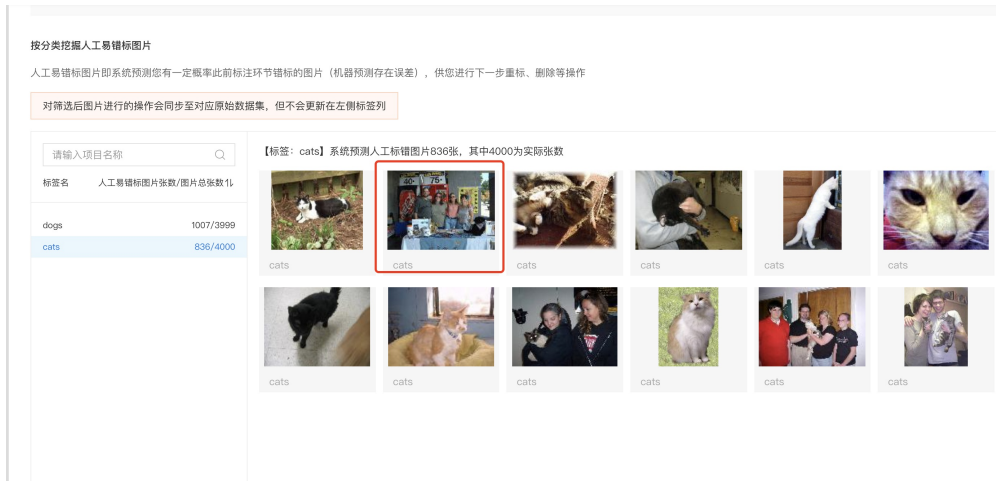 按分类挖掘人工易错标图片
人工易错标图片即系统预测您有一定概率此前标注环节错标的图片（机器预测存在误差），供您进行下一步重标、删除等操作
对筛选后图片进行的操作会同步至对应原始数据集，但不会更新在左侧标签列
请输入项目名称
标签名 人工易错标图片张数/图片总张数
dogs 1007/3999
cats 836/4000
【标签：cats】系统预测人工标错图片836张，其中4000为实际张数
40- 75-
cats cats cats cats cats cats
cats cats cats cats cats cats